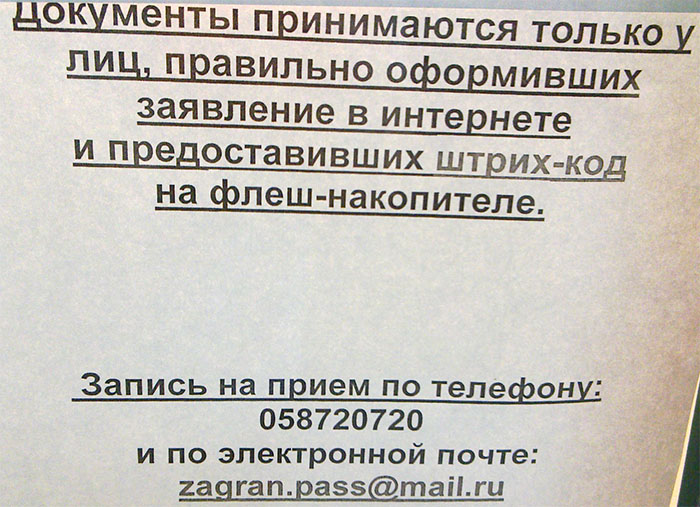 Документы принимаются только у
лиц, правильно оформивших
заявление в интернете
и предоставивших штрих-код
на флеш-накопителе.
Запись на прием по телефону:
058720720
и по электронной почте:
zagran.pass@mail.ru